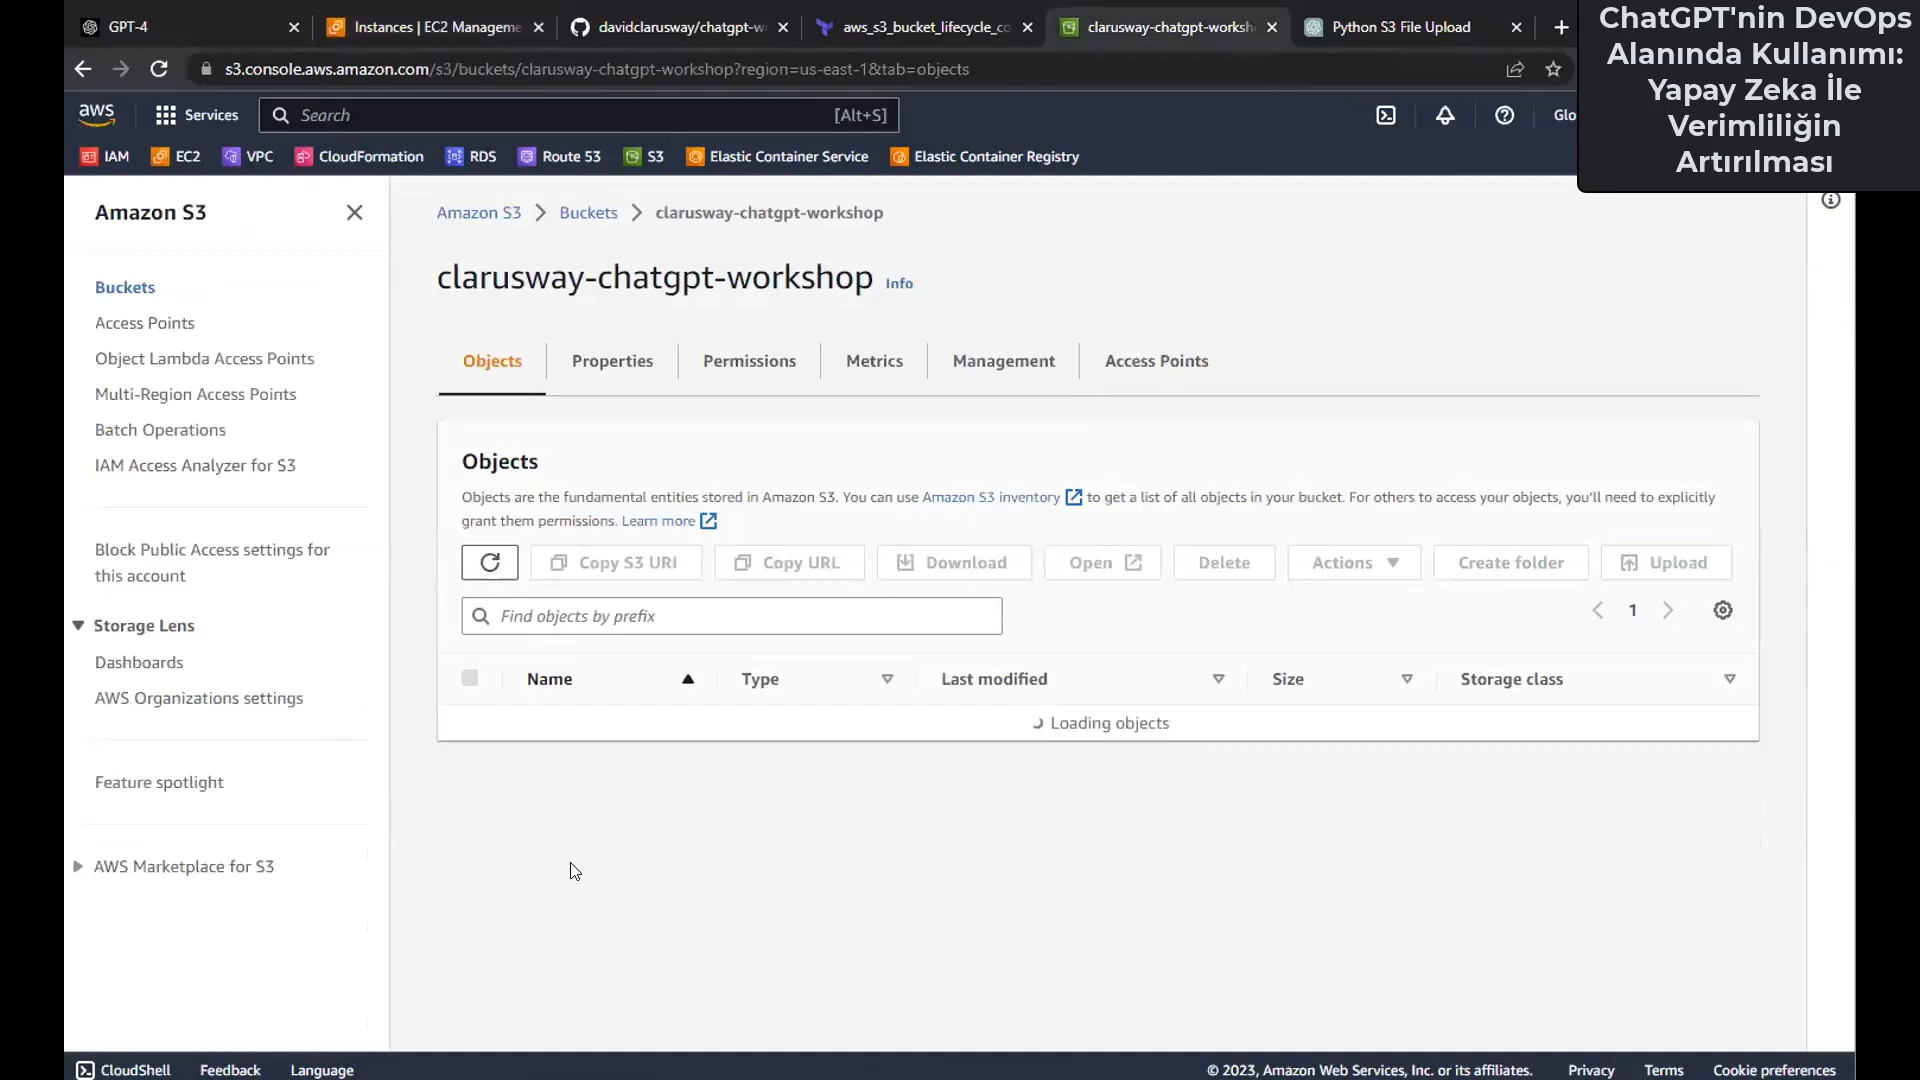 GPT-4
Instances | EC2 Manageme
davidclarusway/chatgpt-w
aws_s3_bucket_lifecycle_co
clarusway-chatgpt-worksh
Python S3 File Upload
s3.console.aws.amazon.com/s3/buckets/clarusway-chatgpt-workshop?region=us-east-1&tab=objects
ChatGPT'nin DevOps
Alanında Kullanımı:
Yapay Zeka İle
Verimliliğin
Artırılması
aws
Services
Search
[Alt+S]
Glo
IAM
EC2
VPC
CloudFormation
RDS
Route 53
S3
Elastic Container Service
Elastic Container Registry
Amazon S3
Buckets
Access Points
Object Lambda Access Points
Multi-Region Access Points
Batch Operations
IAM Access Analyzer for S3
Block Public Access settings for
this account
Storage Lens
Dashboards
AWS Organizations settings
Feature spotlight
AWS Marketplace for S3
Amazon S3 > Buckets > clarusway-chatgpt-workshop
clarusway-chatgpt-workshop Info
Objects
Properties
Permissions
Metrics
Management
Access Points
Objects
Objects are the fundamental entities stored in Amazon S3. You can use Amazon S3 inventory to get a list of all objects in your bucket. For others to access your objects, you'll need to explicitly
grant them permissions. Learn more
Copy S3 URI
Copy URL
Download
Open
Delete
Actions
Create folder
Upload
Find objects by prefix
1
Name
Type
Last modified
Size
Storage class
Loading objects
CloudShell
Feedback
Language
© 2023, Amazon Web Services, Inc. or its affiliates.
Privacy
Terms
Cookie preferences